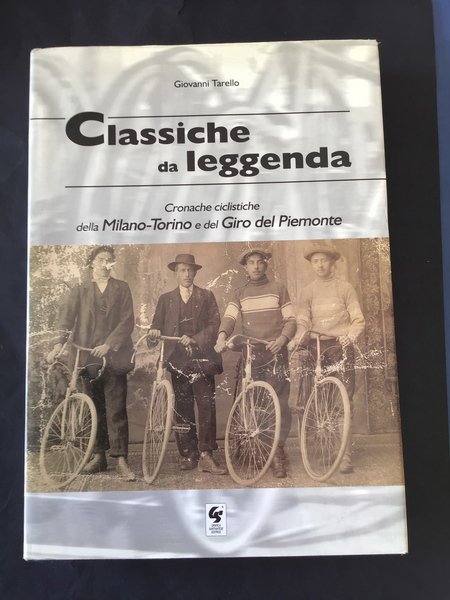 Giovanni Tarello
Classiche
da leggenda
Cronache ciclistiche
della Milano-Torino e del Giro del Piemonte